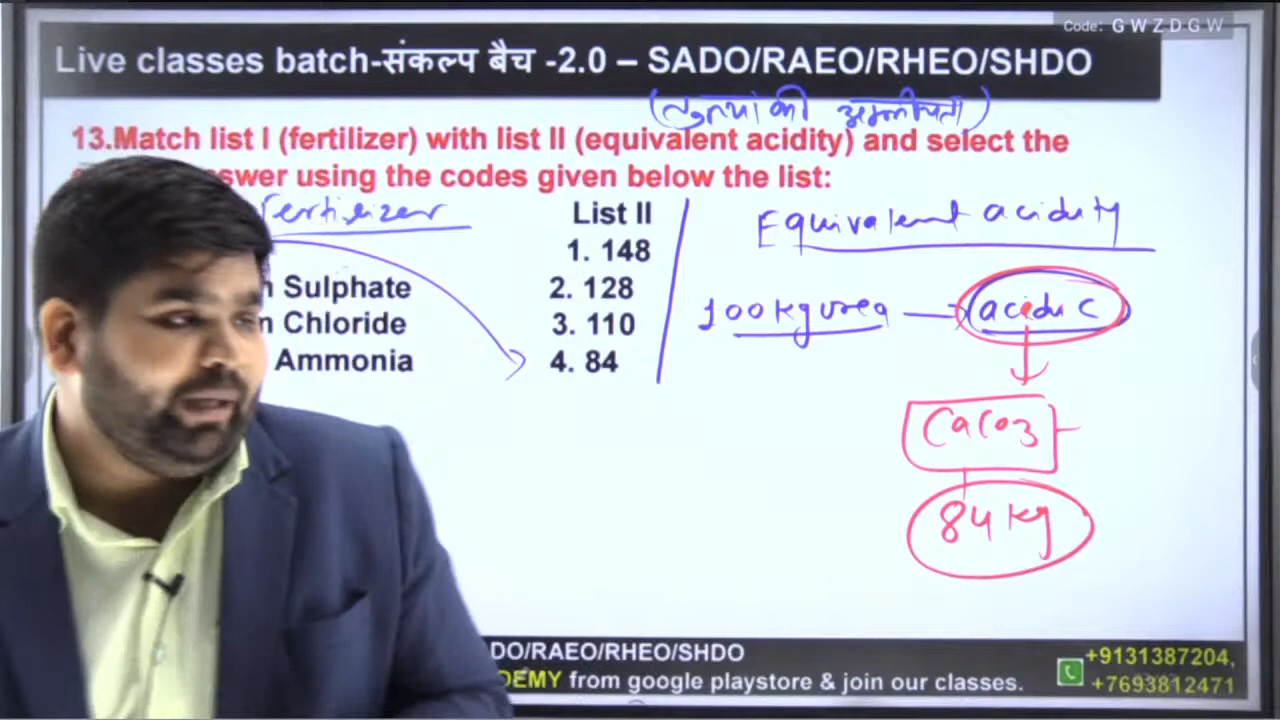 Code: G W Z D G W
Live classes batch-संकल्प बैच -2.0 – SADO/RAEO/RHEO/SHDO
13.Match list I (fertilizer) with list II (equivalent acidity) and select the
answer using the codes given below the list:
fertilizer List II
1. 148
Sulphate 2. 128
Chloride 3. 110
Ammonia 4. 84
Equivalent acidity
100kg urea acidic
CaCO3
84 kg
DO/RAEO/RHEO/SHDO
DEMY from google playstore & join our classes.
+9131387204,
+7693812471